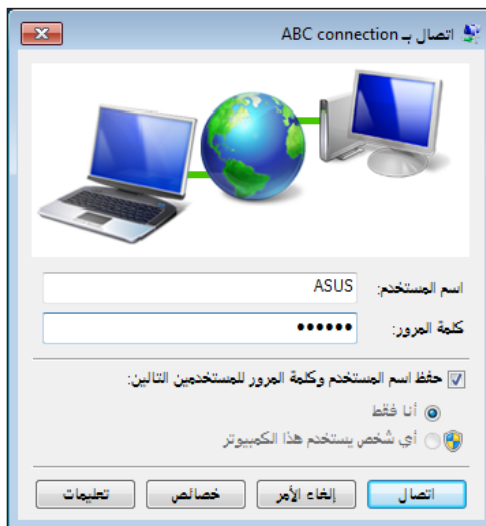 اتصال بـ ABC connection
اسم المستخدم: ASUS
كلمة المرور: ●●●●●●
حفظ اسم المستخدم وكلمة المرور للمستخدمين التالين:
أنا فقط
أي شخص يستخدم هذا الكمبيوتر
اتصال إلغاء الأمر خصائص تعليمات